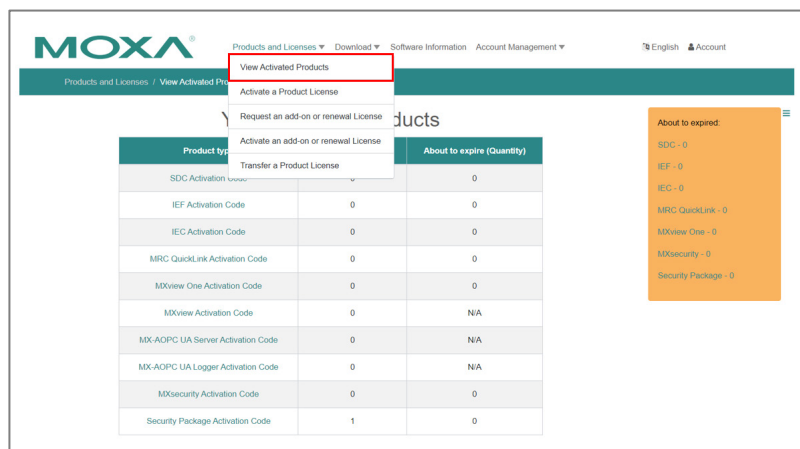 MOXA®
Products and Licenses ▼ Download ▼ Software Information Account Management ▼ English Account
View Activated Products
Activate a Product License
Request an add-on or renewal License
Activate an add-on or renewal License
Transfer a Product License
Products and Licenses / View Activated Pro
Y ducts
Product typ About to expire (Quantity)
SDC Activation Code 0 0
IEF Activation Code 0 0
IEC Activation Code 0 0
MRC QuickLink Activation Code 0 0
MXview One Activation Code 0 0
MXview Activation Code 0 N/A
MX-AOPC UA Server Activation Code 0 N/A
MX-AOPC UA Logger Activation Code 0 N/A
MXsecurity Activation Code 0 0
Security Package Activation Code 1 0
About to expired:
SDC - 0
IEF - 0
IEC - 0
MRC QuickLink - 0
MXview One - 0
MXsecurity - 0
Security Package - 0